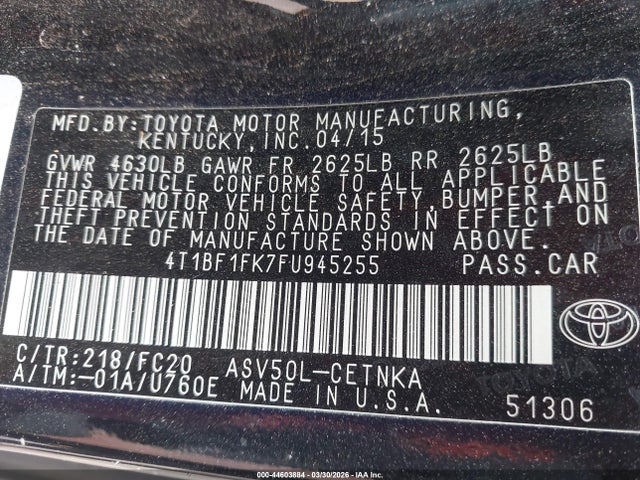 MFD.BY:TOYOTA MOTOR MANUFACTURING,
KENTUCKY,INC.04/15
GVWR 4630LB GAWR FR 2625LB RR 2625LB
THIS VEHICLE CONFORMS TO ALL APPLICABLE
FEDERAL MOTOR VEHICLE SAFETY,BUMPER,AND
THEFT PREVENTION STANDARDS IN EFFECT ON
THE DATE OF MANUFACTURE SHOWN ABOVE.
4T1BF1FK7FU945255 PASS.CAR
C/TR:218/FC20 ASV50L-CETNKA
A/TM:-01A/U760E MADE IN U.S.A. 51306
TOYOTA
000-44603884 | 03/30/2026 | IAA Inc.